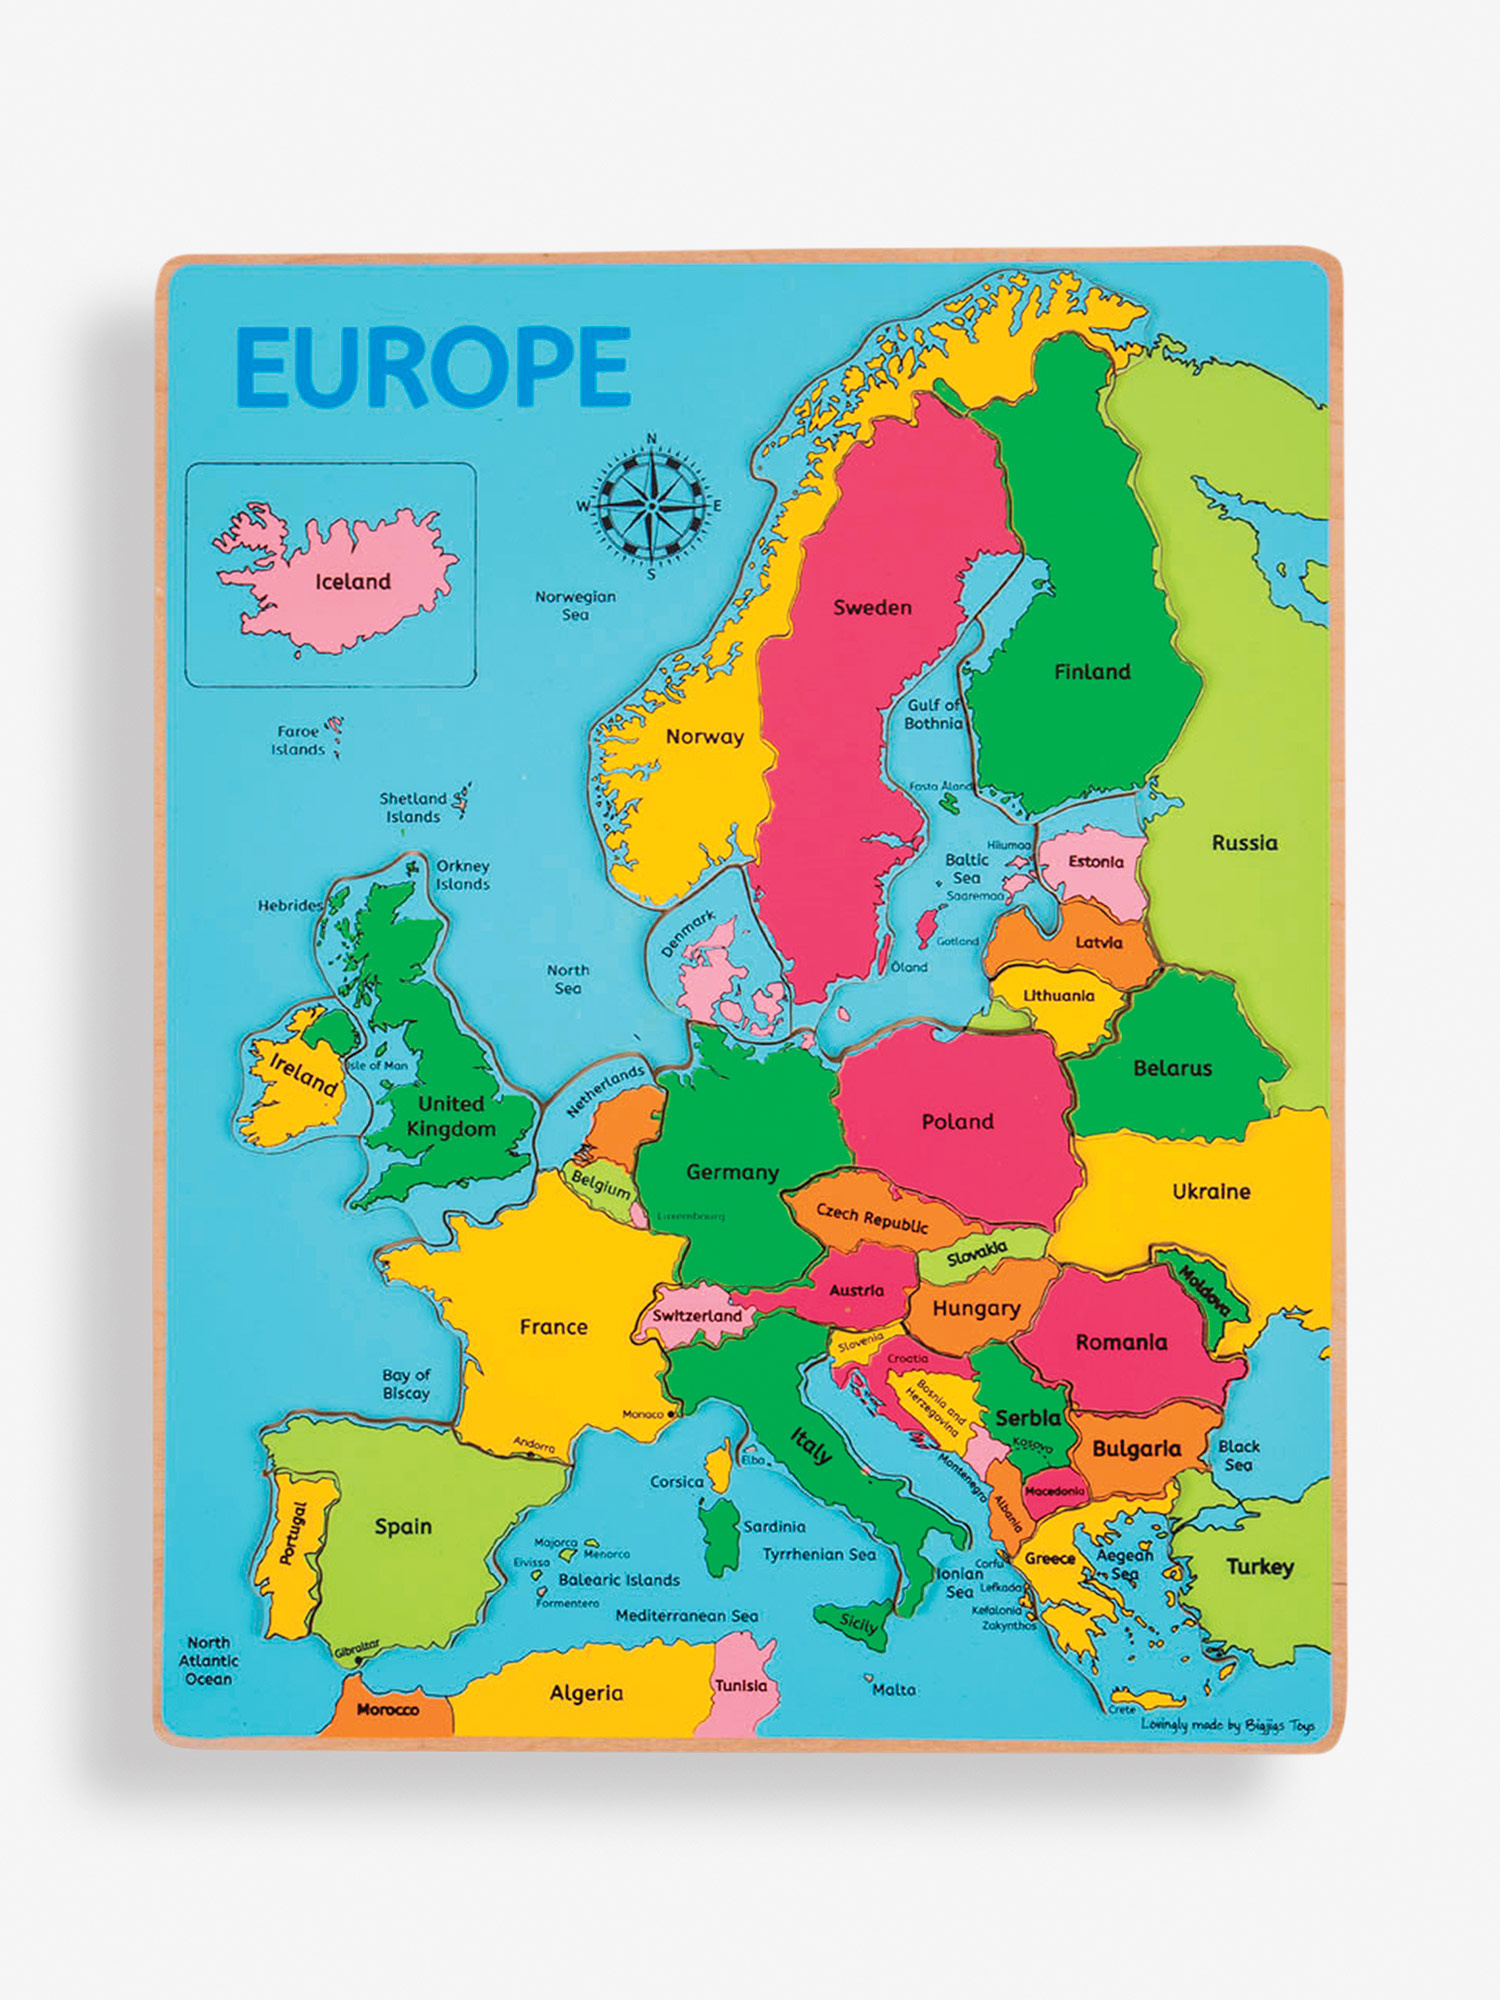 EUROPE
N
W
E
S
Iceland
Norwegian
Sea
Sweden
Finland
Norway
Gulf of
Bothnia
Faroe
Islands
Shetland
Islands
Fasta Åland
Russia
Hiiumaa
Baltic
Sea
Saaremaa
Estonia
Orkney
Islands
Hebrides
Denmark
Gotland
Latvia
North
Sea
Öland
Lithuania
Ireland
Isle of Man
Netherlands
Belarus
United
Kingdom
Poland
Germany
Belgium
Luxembourg
Ukraine
Czech Republic
Slovakia
Moldova
Austria
Switzerland
Hungary
France
Romania
Slovenia
Croatia
Bay of
Biscay
Bosnia and
Herzegovina
Monaco
Serbia
Italy
Andorra
Kosovo
Bulgaria
Black
Sea
Elba
Corsica
Montenegro
Macedonia
Albania
Portugal
Spain
Sardinia
Majorca
Menorca
Tyrrhenian Sea
Greece
Aegean
Sea
Turkey
Eivissa
Balearic Islands
Corfu
Ionian
Sea
Lefkada
Formentera
Kefalonia
Mediterranean Sea
Sicily
Zakynthos
Gibraltar
North
Atlantic
Ocean
Algeria
Tunisia
Malta
Morocco
Crete
Lovingly made by Bigjigs Toys